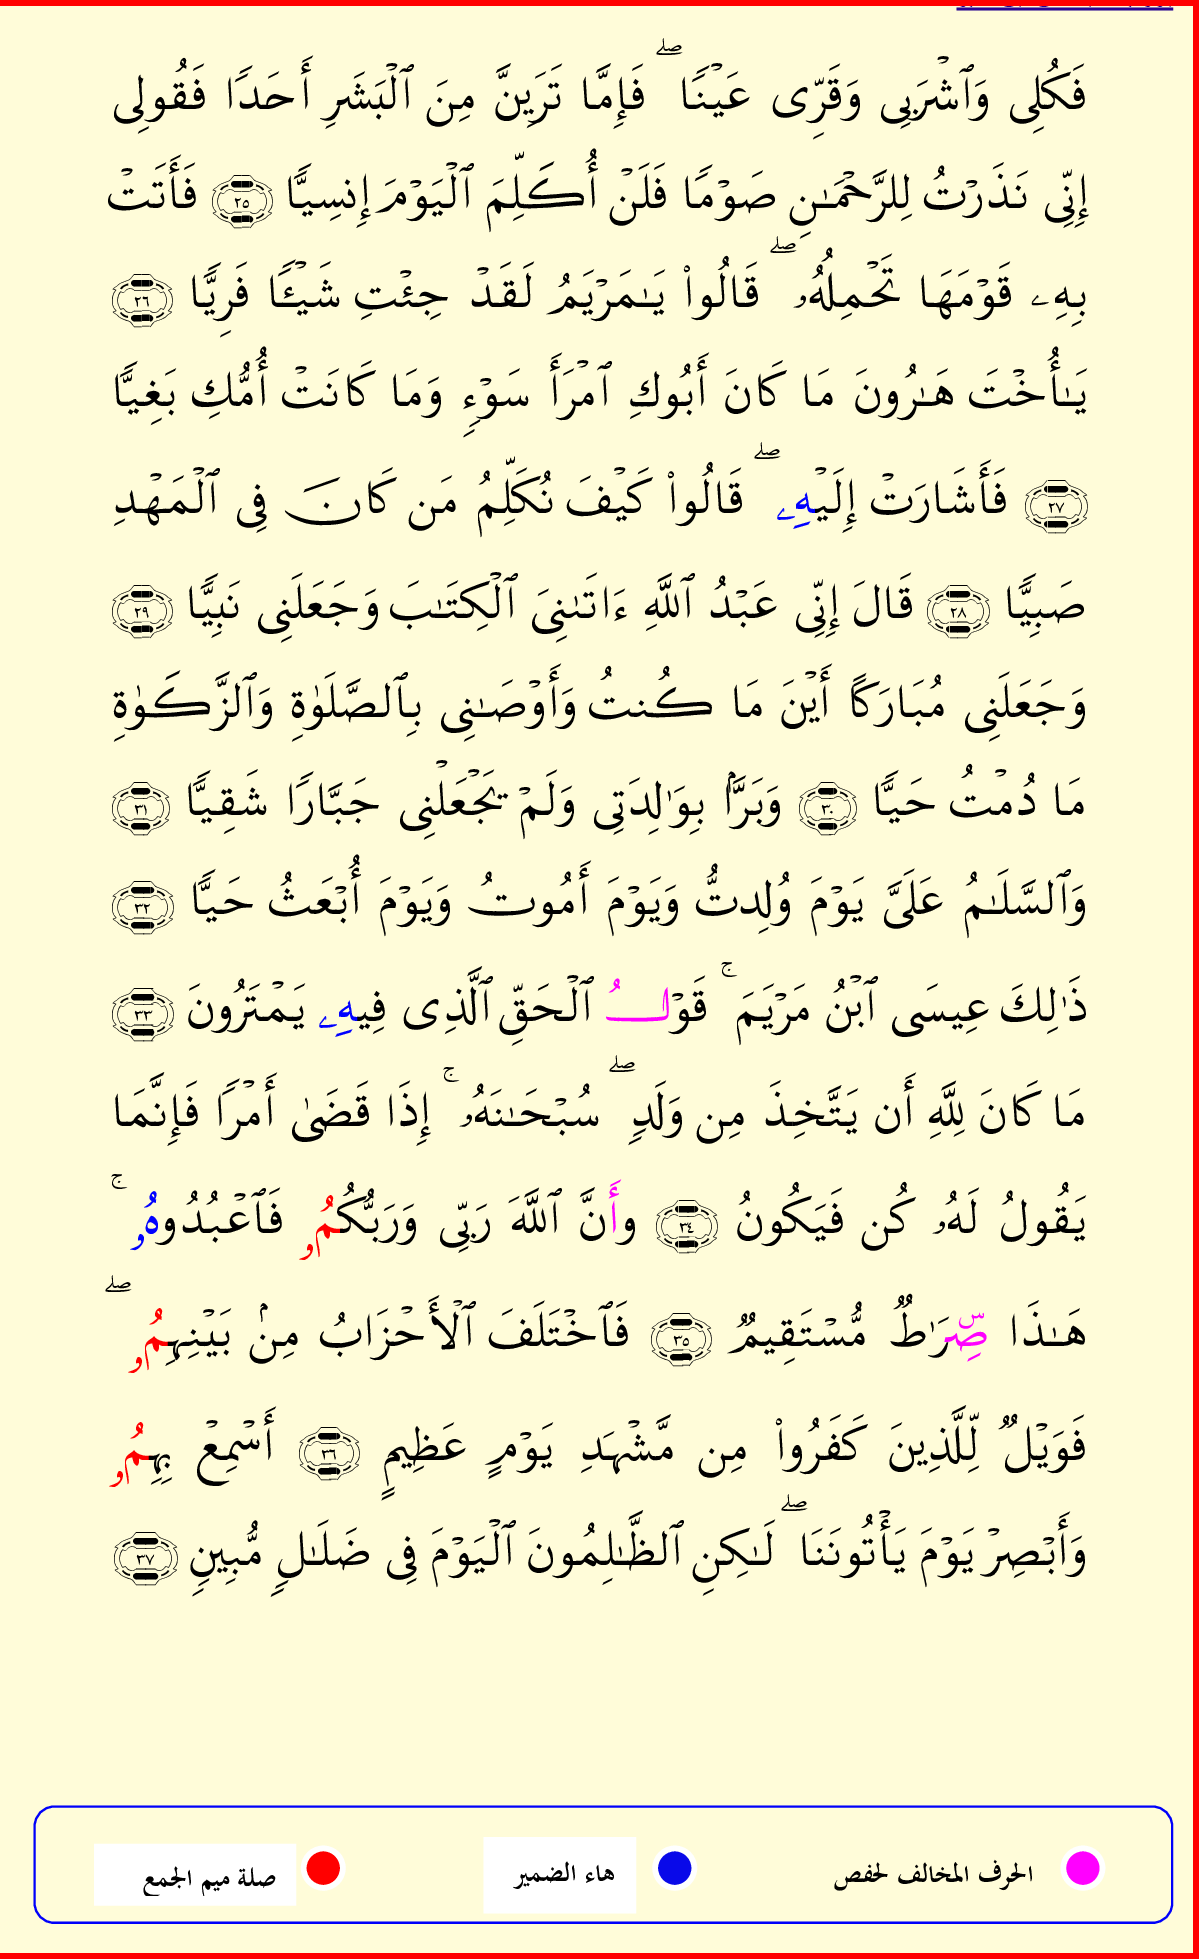 فَكُلِى وَٱشْرَبِى وَقَرِّى عَيْنًا ۖ فَإِمَّا تَرَيِنَّ مِنَ ٱلْبَشَرِ أَحَدًا فَقُولِى
إِنِّى نَذَرْتُ لِلرَّحْمَـٰنِ صَوْمًا فَلَنْ أُكَلِّمَ ٱلْيَوْمَ إِنسِيًّا ٢٥ فَأَتَتْ
بِهِۦ قَوْمَهَا تَحْمِلُهُۥ ۖ قَالُوا۟ يَـٰمَرْيَمُ لَقَدْ جِئْتِ شَيْـًٔا فَرِيًّا ٢٦
يَـٰأُخْتَ هَـٰرُونَ مَا كَانَ أَبُوكِ ٱمْرَأَ سَوْءٍ وَمَا كَانَتْ أُمُّكِ بَغِيًّا
٢٧ فَأَشَارَتْ إِلَيْهِۦ ۖ قَالُوا۟ كَيْفَ نُكَلِّمُ مَن كَانَ فِى ٱلْمَهْدِ
صَبِيًّا ٢٨ قَالَ إِنِّى عَبْدُ ٱللَّهِ ءَاتَـٰنِىَ ٱلْكِتَـٰبَ وَجَعَلَنِى نَبِيًّا ٢٩
وَجَعَلَنِى مُبَارَكًا أَيْنَ مَا كُنتُ وَأَوْصَـٰنِى بِٱلصَّلَوٰةِ وَٱلزَّكَوٰةِ
مَا دُمْتُ حَيًّا ٣٠ وَبَرًّۢا بِوَٰلِدَتِى وَلَمْ يَجْعَلْنِى جَبَّارًا شَقِيًّا ٣١
وَٱلسَّلَـٰمُ عَلَىَّ يَوْمَ وُلِدتُّ وَيَوْمَ أَمُوتُ وَيَوْمَ أُبْعَثُ حَيًّا ٣٢
ذَٰلِكَ عِيسَى ٱبْنُ مَرْيَمَ ۚ قَوْلُ ٱلْحَقِّ ٱلَّذِى فِيهِۦ يَمْتَرُونَ ٣٣
مَا كَانَ لِلَّهِ أَن يَتَّخِذَ مِن وَلَدٍ ۖ سُبْحَـٰنَهُۥ ۚ إِذَا قَضَىٰ أَمْرًا فَإِنَّمَا
يَقُولُ لَهُۥ كُن فَيَكُونُ ٣٤ وأَنَّ ٱللَّهَ رَبِّى وَرَبُّكُمُۥ فَٱعْبُدُوهُۥ ۚ
هَـٰذَا صِّرَٰطٌ مُّسْتَقِيمٌ ٣٥ فَٱخْتَلَفَ ٱلْأَحْزَابُ مِنۢ بَيْنِهِمُۥ ۖ
فَوَيْلٌ لِّلَّذِينَ كَفَرُوا۟ مِن مَّشْهَدِ يَوْمٍ عَظِيمٍ ٣٦ أَسْمِعْ بِهِمُۥ
وَأَبْصِرْ يَوْمَ يَأْتُونَنَا ۖ لَـٰكِنِ ٱلظَّـٰلِمُونَ ٱلْيَوْمَ فِى ضَلَـٰلٍ مُّبِينٍ ٣٧
الحرف المخالف لحفص هاء الضمير صلة ميم الجمع